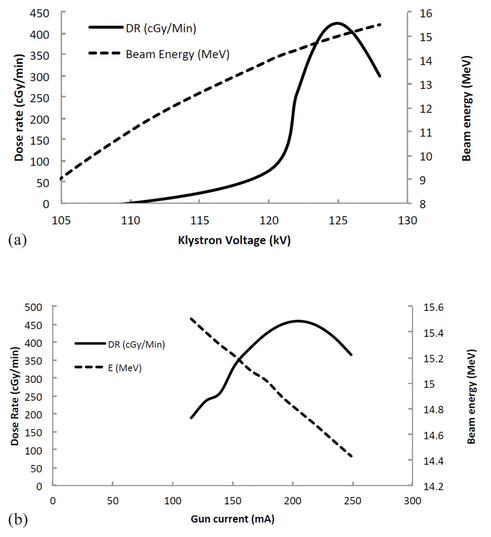 450
400
350
300
250
200
150
100
50
0
Dose rate (cGy/min)
DR (cGy/Min)
Beam Energy (MeV)
16
15
14
13
12
11
10
9
8
Beam energy (MeV)
105 110 115 120 125 130
Klystron Voltage (kV)
(a)
500
450
400
350
300
250
200
150
100
50
0
Dose Rate (cGy/min)
DR (cGy/Min)
E (MeV)
15.6
15.4
15.2
15
14.8
14.6
14.4
14.2
Beam energy (MeV)
0 50 100 150 200 250 300
Gun current (mA)
(b)